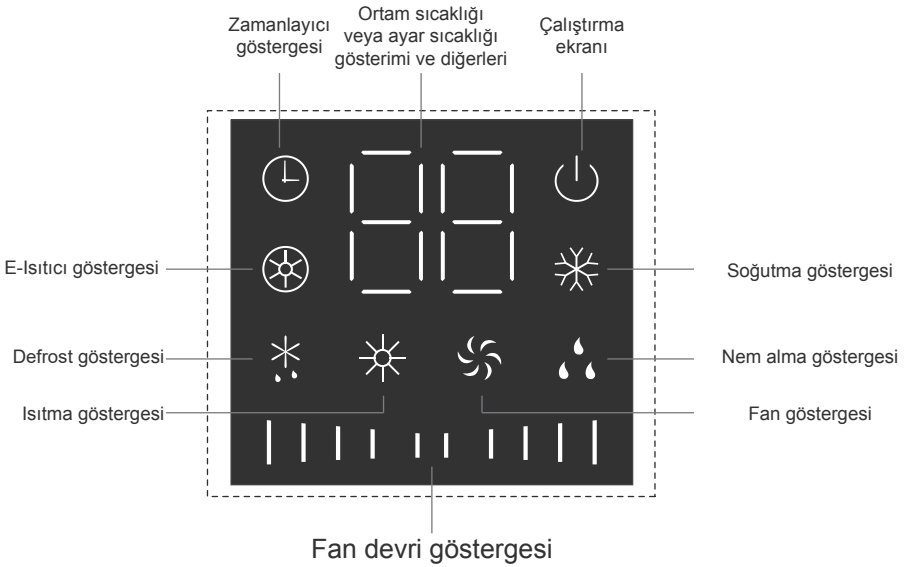 Zamanlayıcı
göstergesi
Ortam sıcaklığı
veya ayar sıcaklığı
gösterimi ve diğerleri
Çalıştırma
ekranı
E-Isıtıcı göstergesi
Soğutma göstergesi
Defrost göstergesi
Nem alma göstergesi
Isıtma göstergesi
Fan göstergesi
Fan devri göstergesi